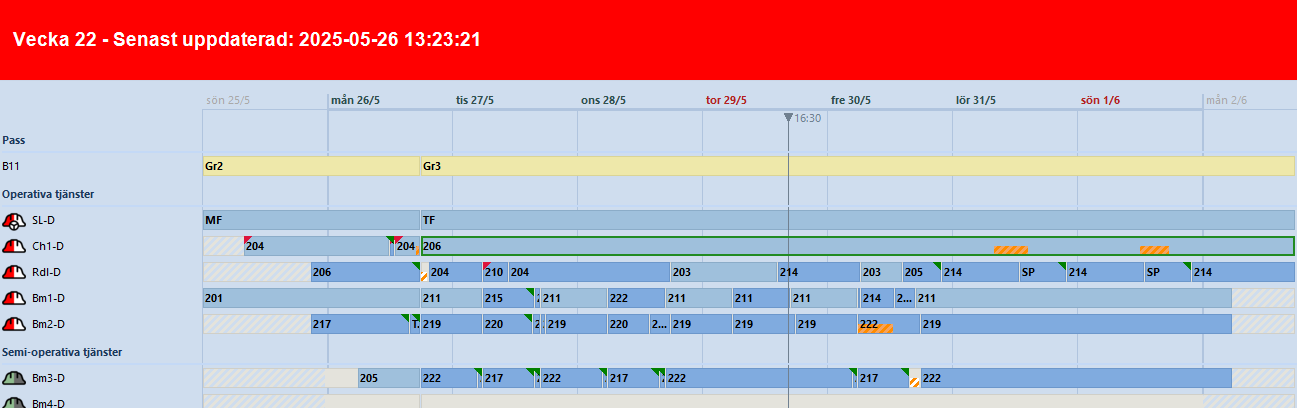 Vecka 22 - Senast uppdaterad: 2025-05-26 13:23:21
sön 25/5 mån 26/5 tis 27/5 ons 28/5 tor 29/5 fre 30/5 lör 31/5 sön 1/6 mån 2/6
16:30
Pass
B11 Gr2 Gr3
Operativa tjänster
SL-D MF TF
Ch1-D 204 204 206
Rdl-D 206 204 210 204 203 214 203 205 214 SP 214 SP 214
Bm1-D 201 211 215 211 222 211 211 211 214 2... 211
Bm2-D 217 T. 219 220 219 220 2... 219 219 219 222 219
Semi-operativa tjänster
Bm3-D 205 222 217 222 217 222 217 222
Bm4-D